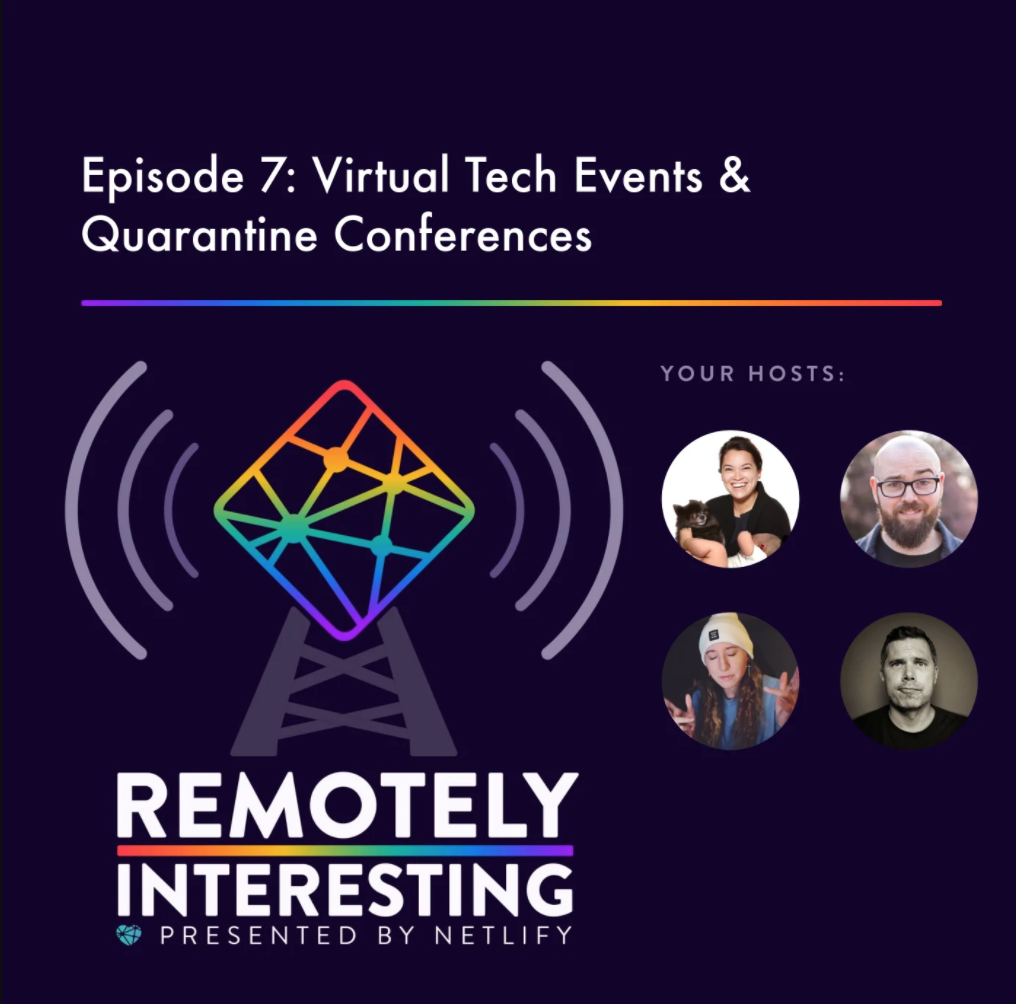 Episode 7: Virtual Tech Events &
Quarantine Conferences
YOUR HOSTS:
REMOTELY
INTERESTING
PRESENTED BY NETLIFY